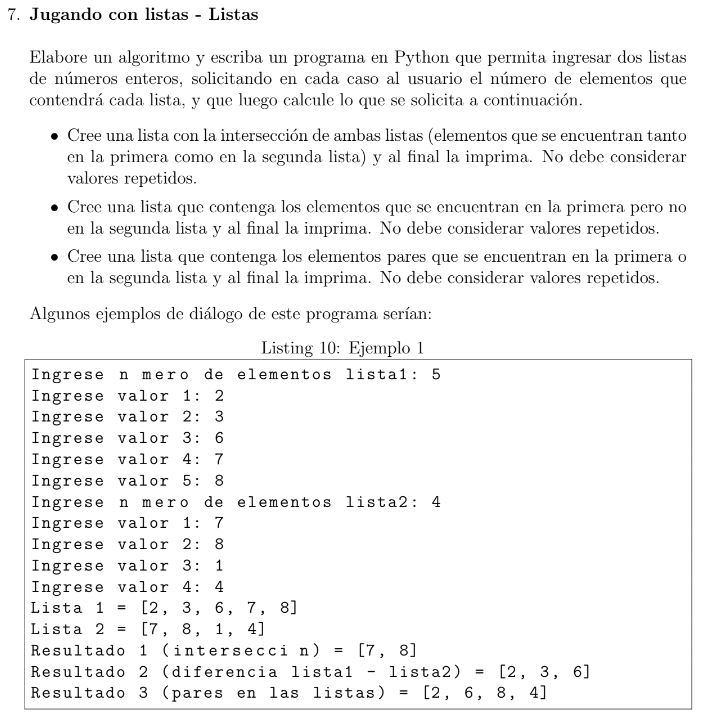 7. Jugando con listas - Listas
Elabore un algoritmo y escriba un programa en Python que permita ingresar dos listas
de números enteros, solicitando en cada caso al usuario el número de elementos que
contendrá cada lista, y que luego calcule lo que se solicita a continuación.
• Cree una lista con la intersección de ambas listas (elementos que se encuentran tanto
en la primera como en la segunda lista) y al final la imprima. No debe considerar
valores repetidos.
• Cree una lista que contenga los elementos que se encuentran en la primera pero no
en la segunda lista y al final la imprima. No debe considerar valores repetidos.
• Cree una lista que contenga los elementos pares que se encuentran en la primera o
en la segunda lista y al final la imprima. No debe considerar valores repetidos.
Algunos ejemplos de diálogo de este programa serían:
Listing 10: Ejemplo 1
Ingrese n mero de elementos lista1: 5
Ingrese valor 1: 2
Ingrese valor 2: 3
Ingrese valor 3: 6
Ingrese valor 4: 7
Ingrese valor 5: 8
Ingrese n mero de elementos lista2: 4
Ingrese valor 1: 7
Ingrese valor 2: 8
Ingrese valor 3: 1
Ingrese valor 4: 4
Lista 1 = [2, 3, 6, 7, 8]
Lista 2 = [7, 8, 1, 4]
Resultado 1 (intersecci n) = [7, 8]
Resultado 2 (diferencia lista1 - lista2) = [2, 3, 6]
Resultado 3 (pares en las listas) = [2, 6, 8, 4]